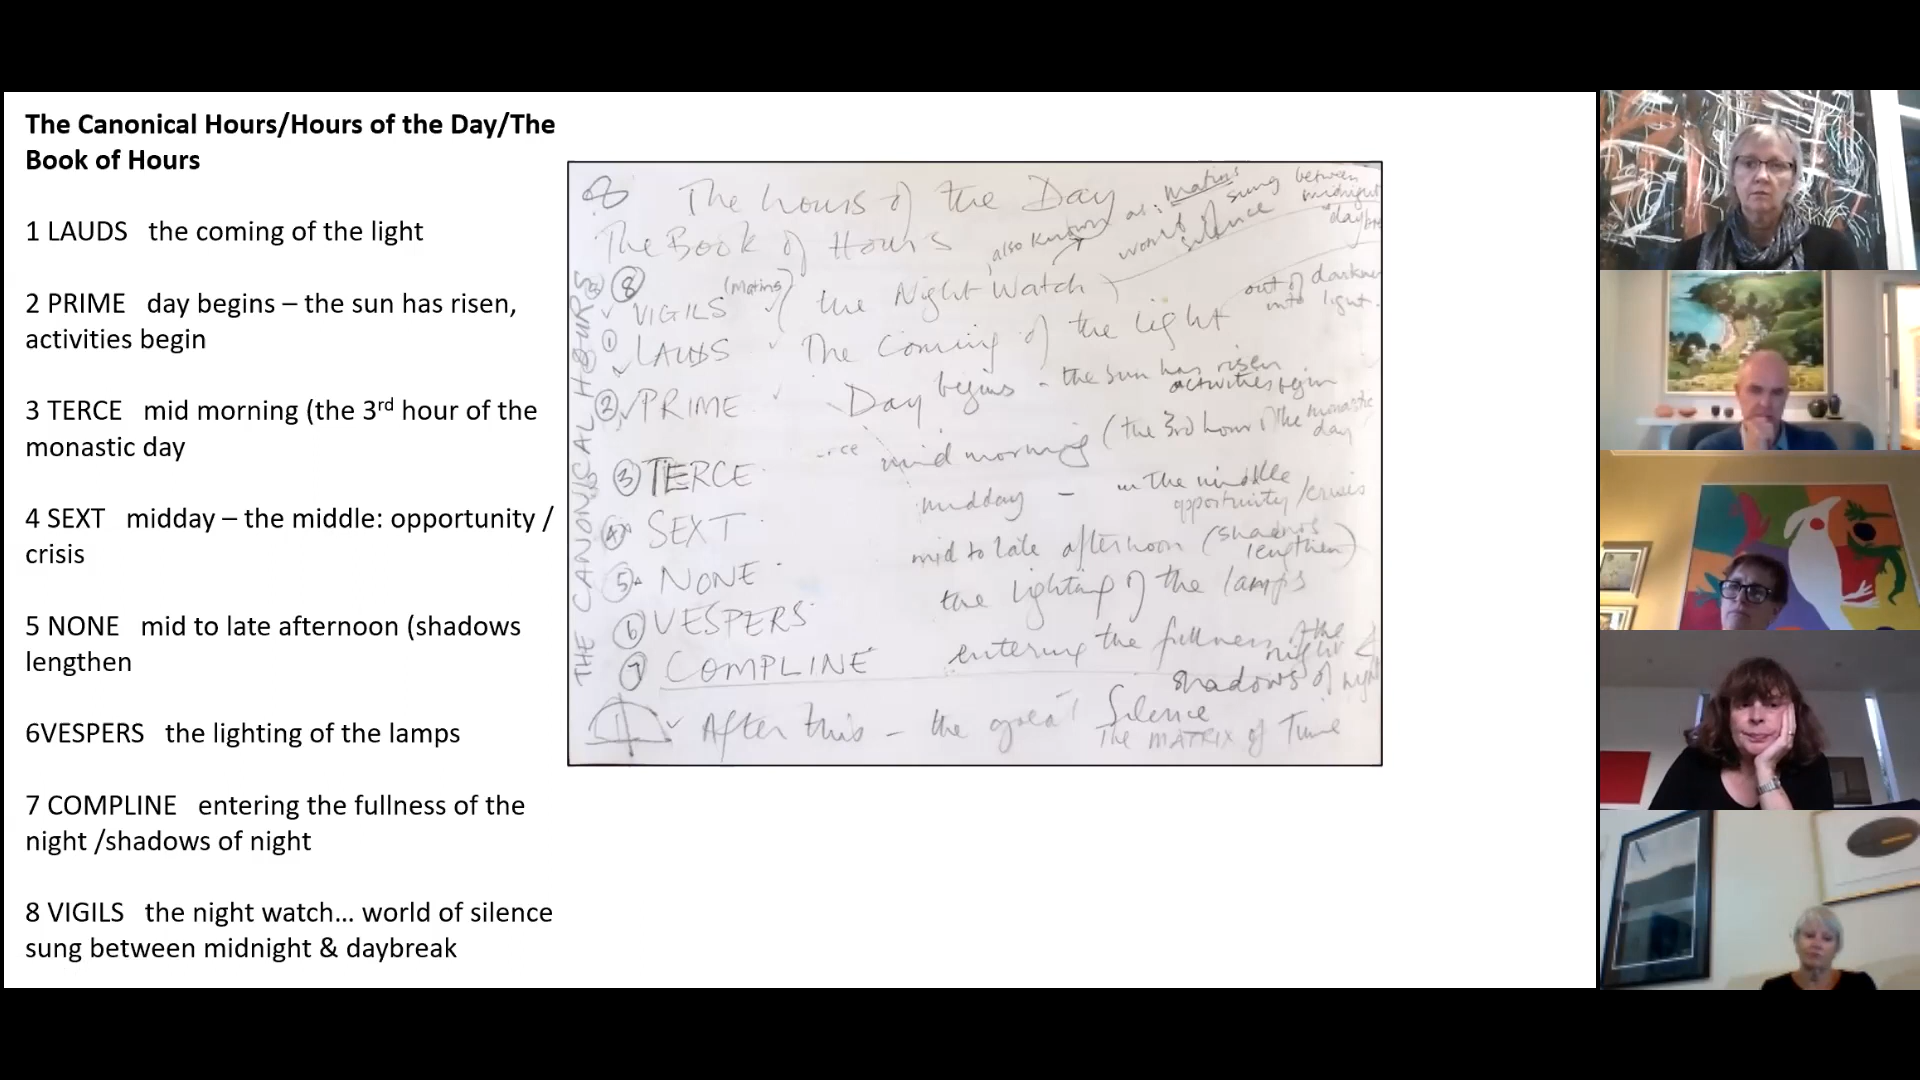 The Canonical Hours/Hours of the Day/The
Book of Hours
1 LAUDS the coming of the light
2 PRIME day begins – the sun has risen,
activities begin
3 TERCE mid morning (the 3rd hour of the
monastic day
4 SEXT midday – the middle: opportunity /
crisis
5 NONE mid to late afternoon (shadows
lengthen
6VESPERS the lighting of the lamps
7 COMPLINE entering the fullness of the
night /shadows of night
8 VIGILS the night watch... world of silence
sung between midnight & daybreak
THE CANONICAL HOURS
The hours of the Day
The Book of Hours
also known as: matins sung between
midnight
world of silence
8 (Matins)
VIGILS the Night Watch
out of darkness
into light.
1 LAUDS The Coming of the light
2 PRIME Day begins - the sun has risen
activities begin
3 TERCE mid morning (the 3rd hour of the monastic
day
4 SEXT midday – in the middle
opportunity/crisis
5 NONE mid to late afternoon (shadows
lengthen)
6 VESPERS the lighting of the lamps
7 COMPLINE entering the fullness of the
night &
shadows of night
After this – the great Silence
The MATRIX of Time